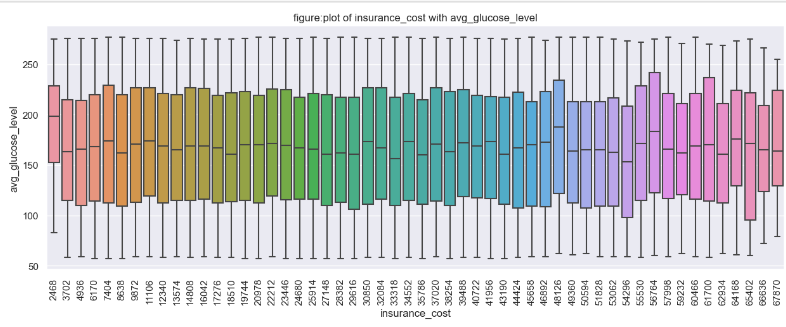 figure:plot of insurance_cost with avg_glucose_level
250
200
150
100
50
avg_glucose_level
2468 3702 4936 6170 7404 8638 9872 11106 12340 13574 14808 16042 17276 18510 19744 20978 22212 23446 24680 25914 27148 28382 29616 30850 32084 33318 34552 35786 37020 38254 39488 40722 41956 43190 44424 45658 46892 48126 49360 50594 51828 53062 54296 55530 56764 57998 59232 60466 61700 62934 64168 65402 66636 67870
insurance_cost